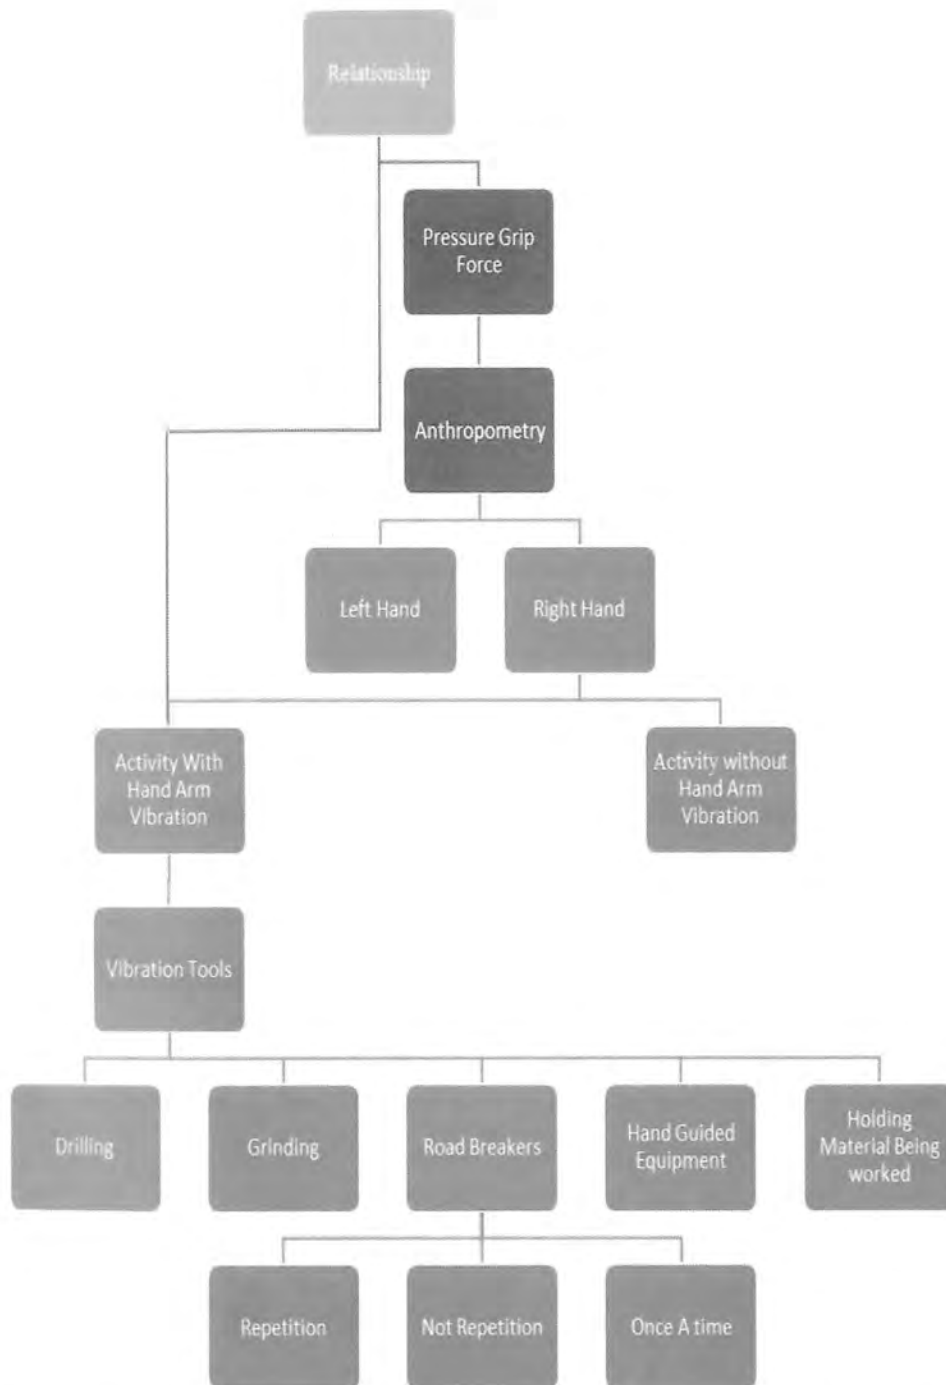 Relationship
Pressure Grip
Force
Anthropometry
Left Hand
Right Hand
Activity With
Hand Arm
Vibration
Activity without
Hand Arm
Vibration
Vibration Tools
Drilling
Grinding
Road Breakers
Hand Guided
Equipment
Holding
Material Being
worked
Repetition
Not Repetition
Once A time